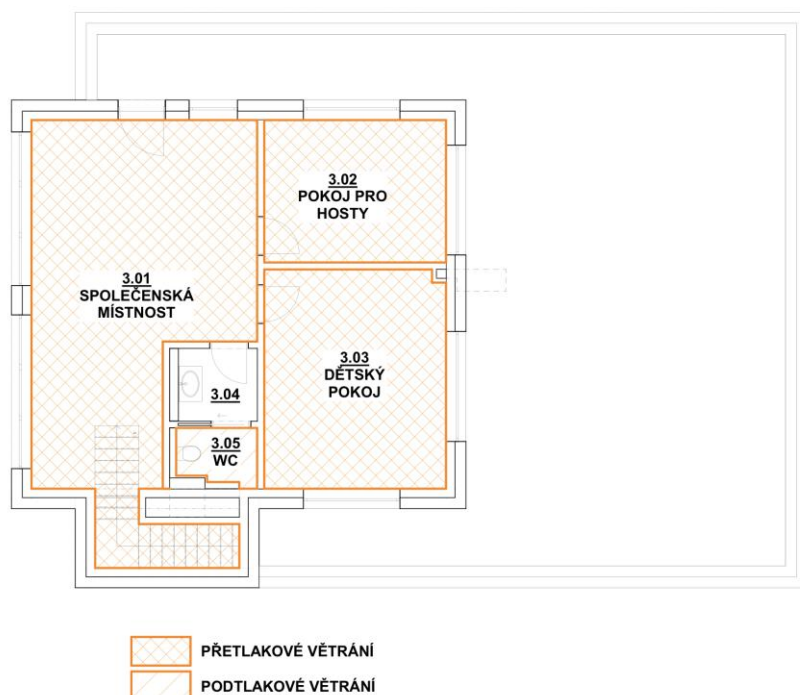 3.02
POKOJ PRO
HOSTY
3.01
SPOLEČENSKÁ
MÍSTNOST
3.03
DĚTSKÝ
POKOJ
3.04
3.05
WC
PŘETLAKOVÉ VĚTRÁNÍ
PODTLAKOVÉ VĚTRÁNÍ